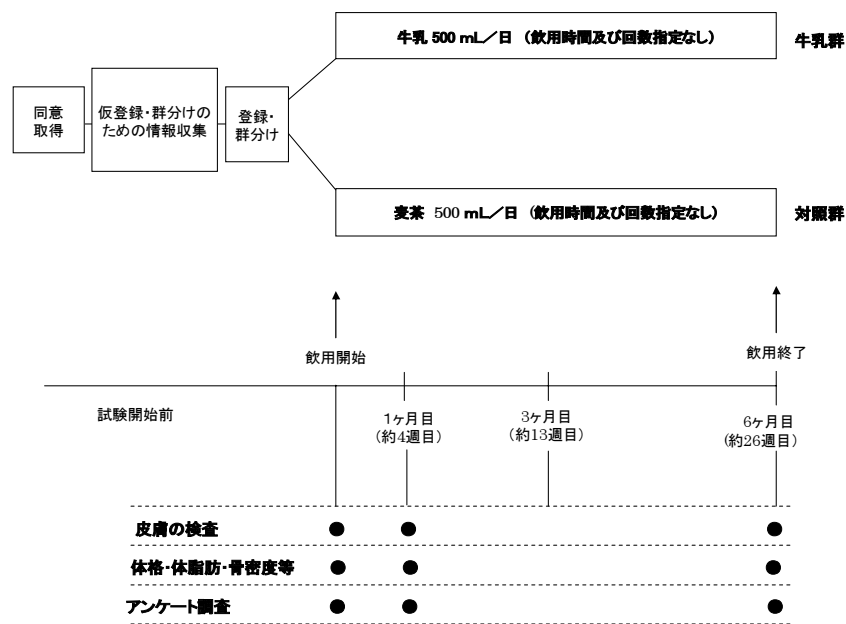 牛乳 500 mL／日 （飲用時間及び回数指定なし）
牛乳群
同意
取得
仮登録・群分けの
ための情報収集
登録・
群分け
麦茶 500 mL／日 （飲用時間及び回数指定なし）
対照群
飲用開始
飲用終了
試験開始前
1ヶ月目
（約4週目）
3ヶ月目
（約13週目）
6ヶ月目
（約26週目）
皮膚の検査
体格・体脂肪・骨密度等
アンケート調査